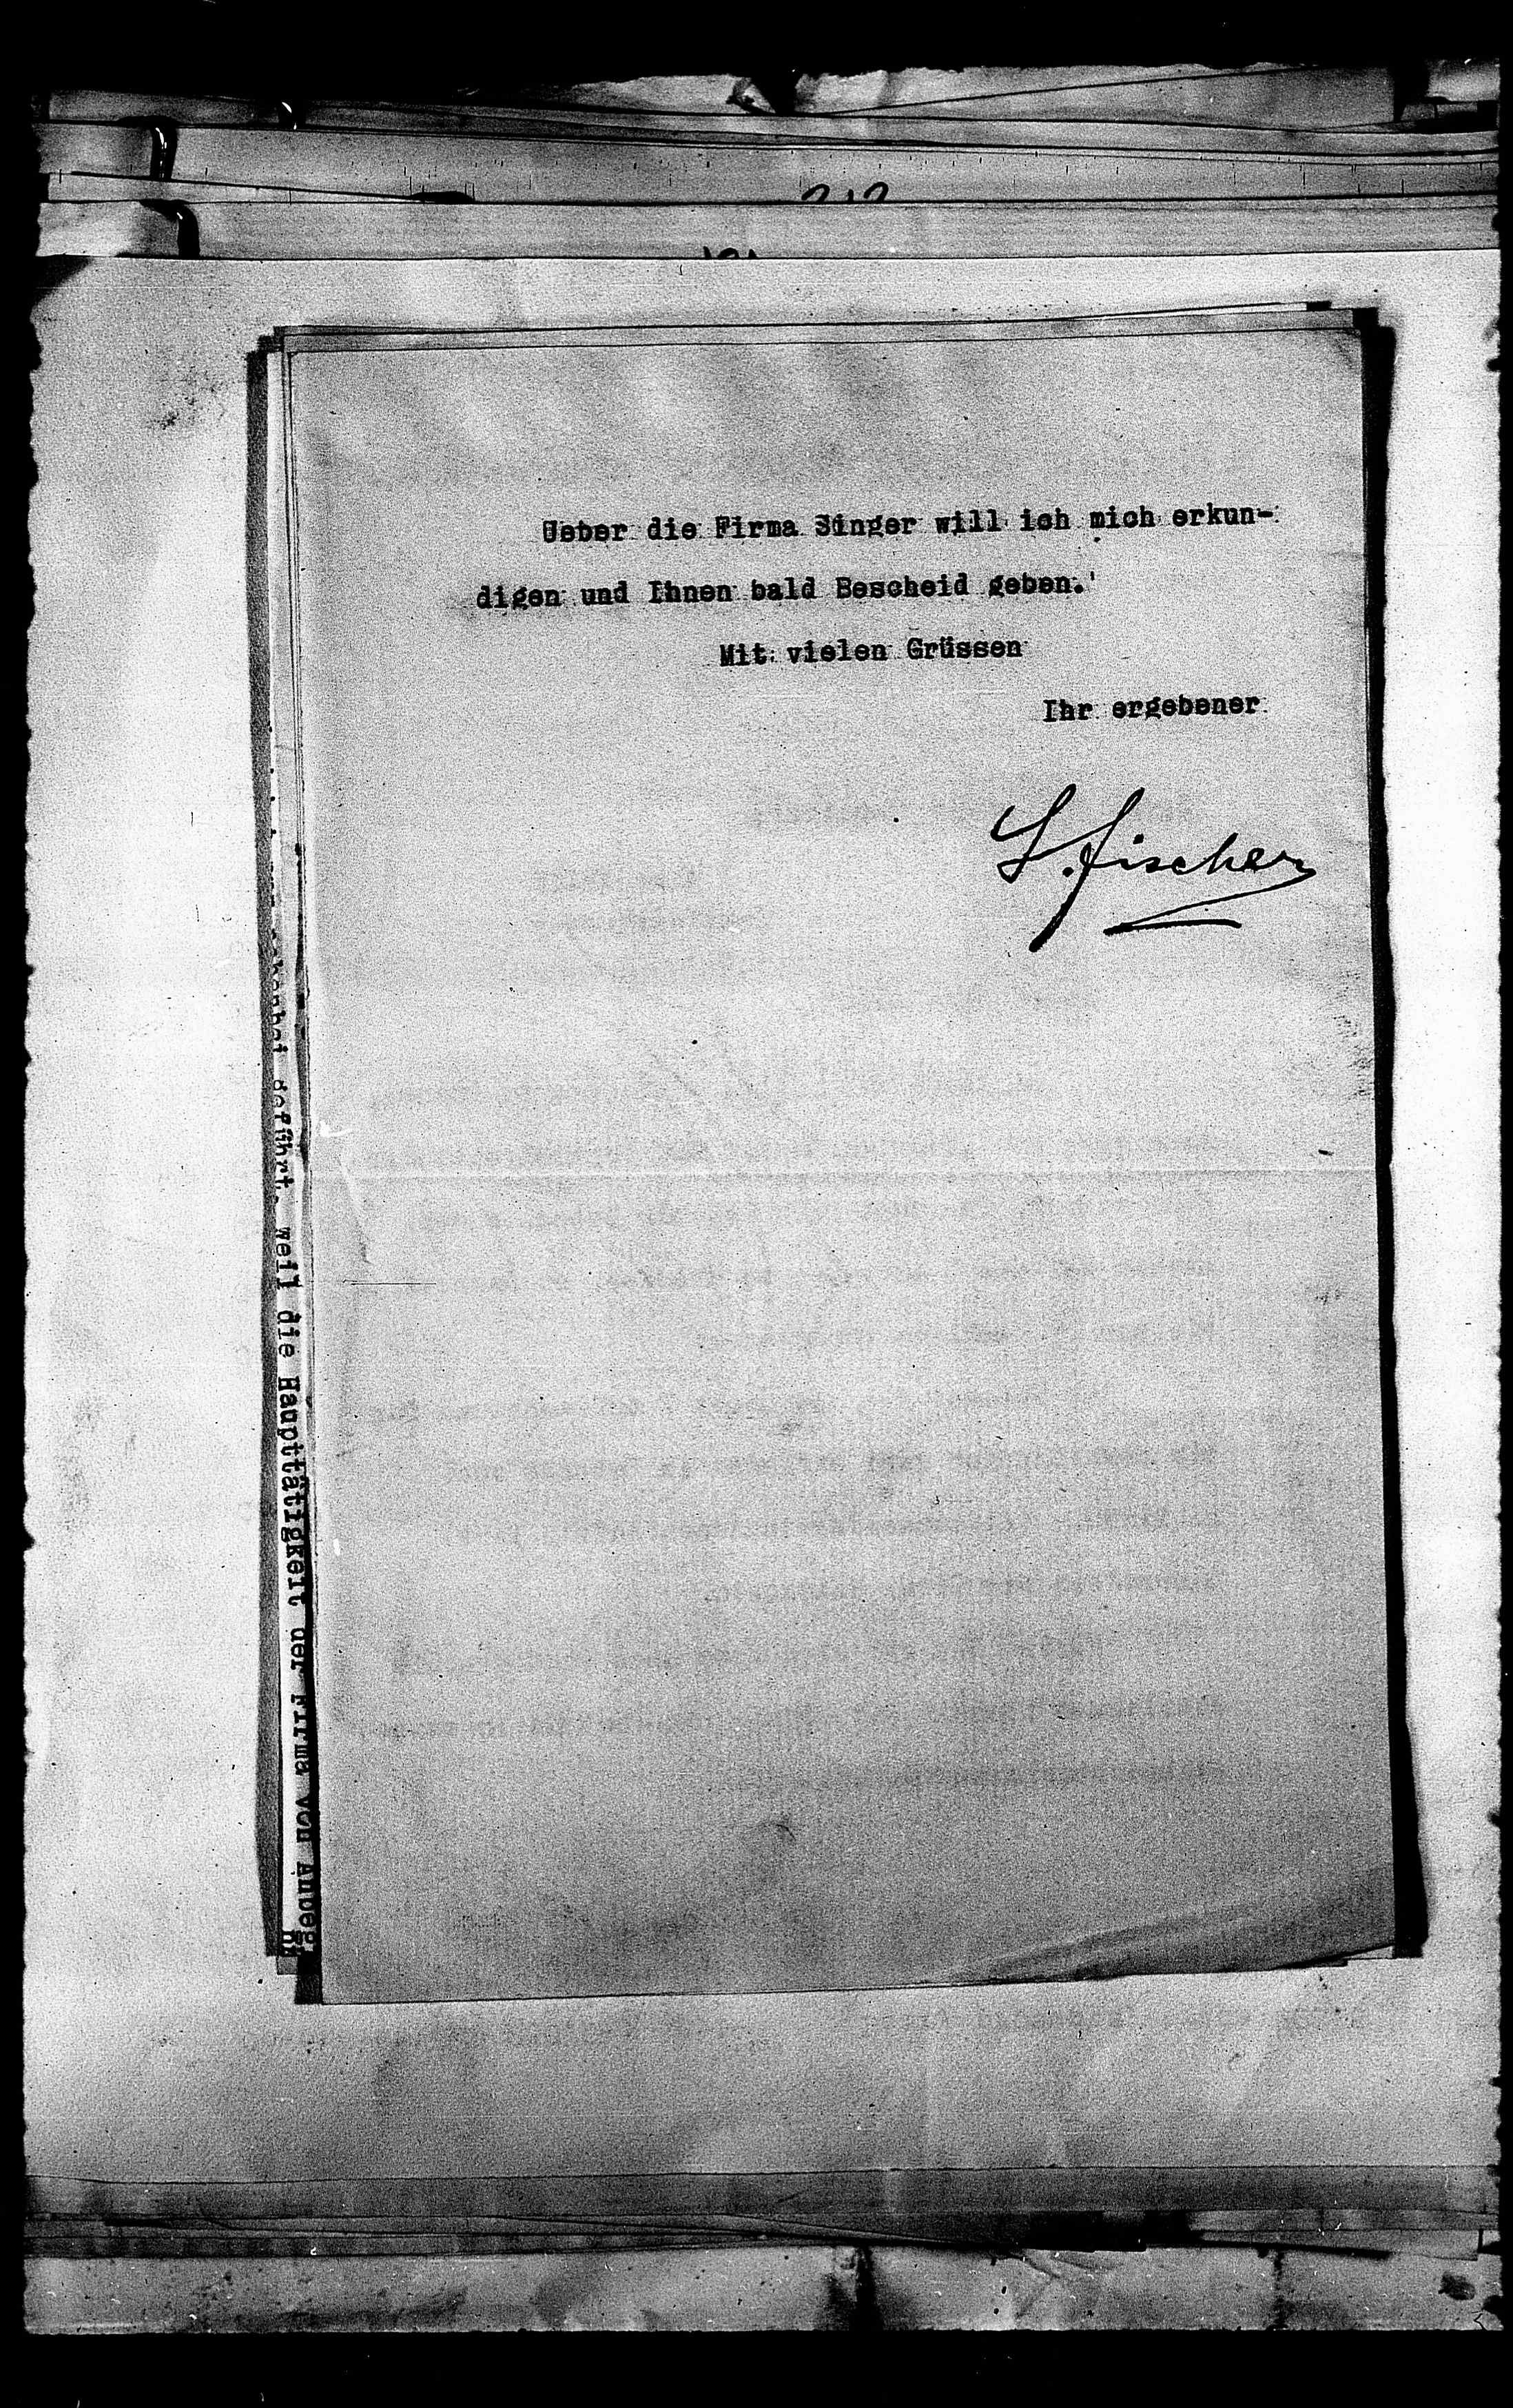 Ueber die Firma Singer will ich mich erkun-
digen und Ihnen bald Bescheid geben.
Mit vielen Grüssen
Ihr ergebener
S. Fischer
geführt, weil die Haupttätigkeit der Firma von